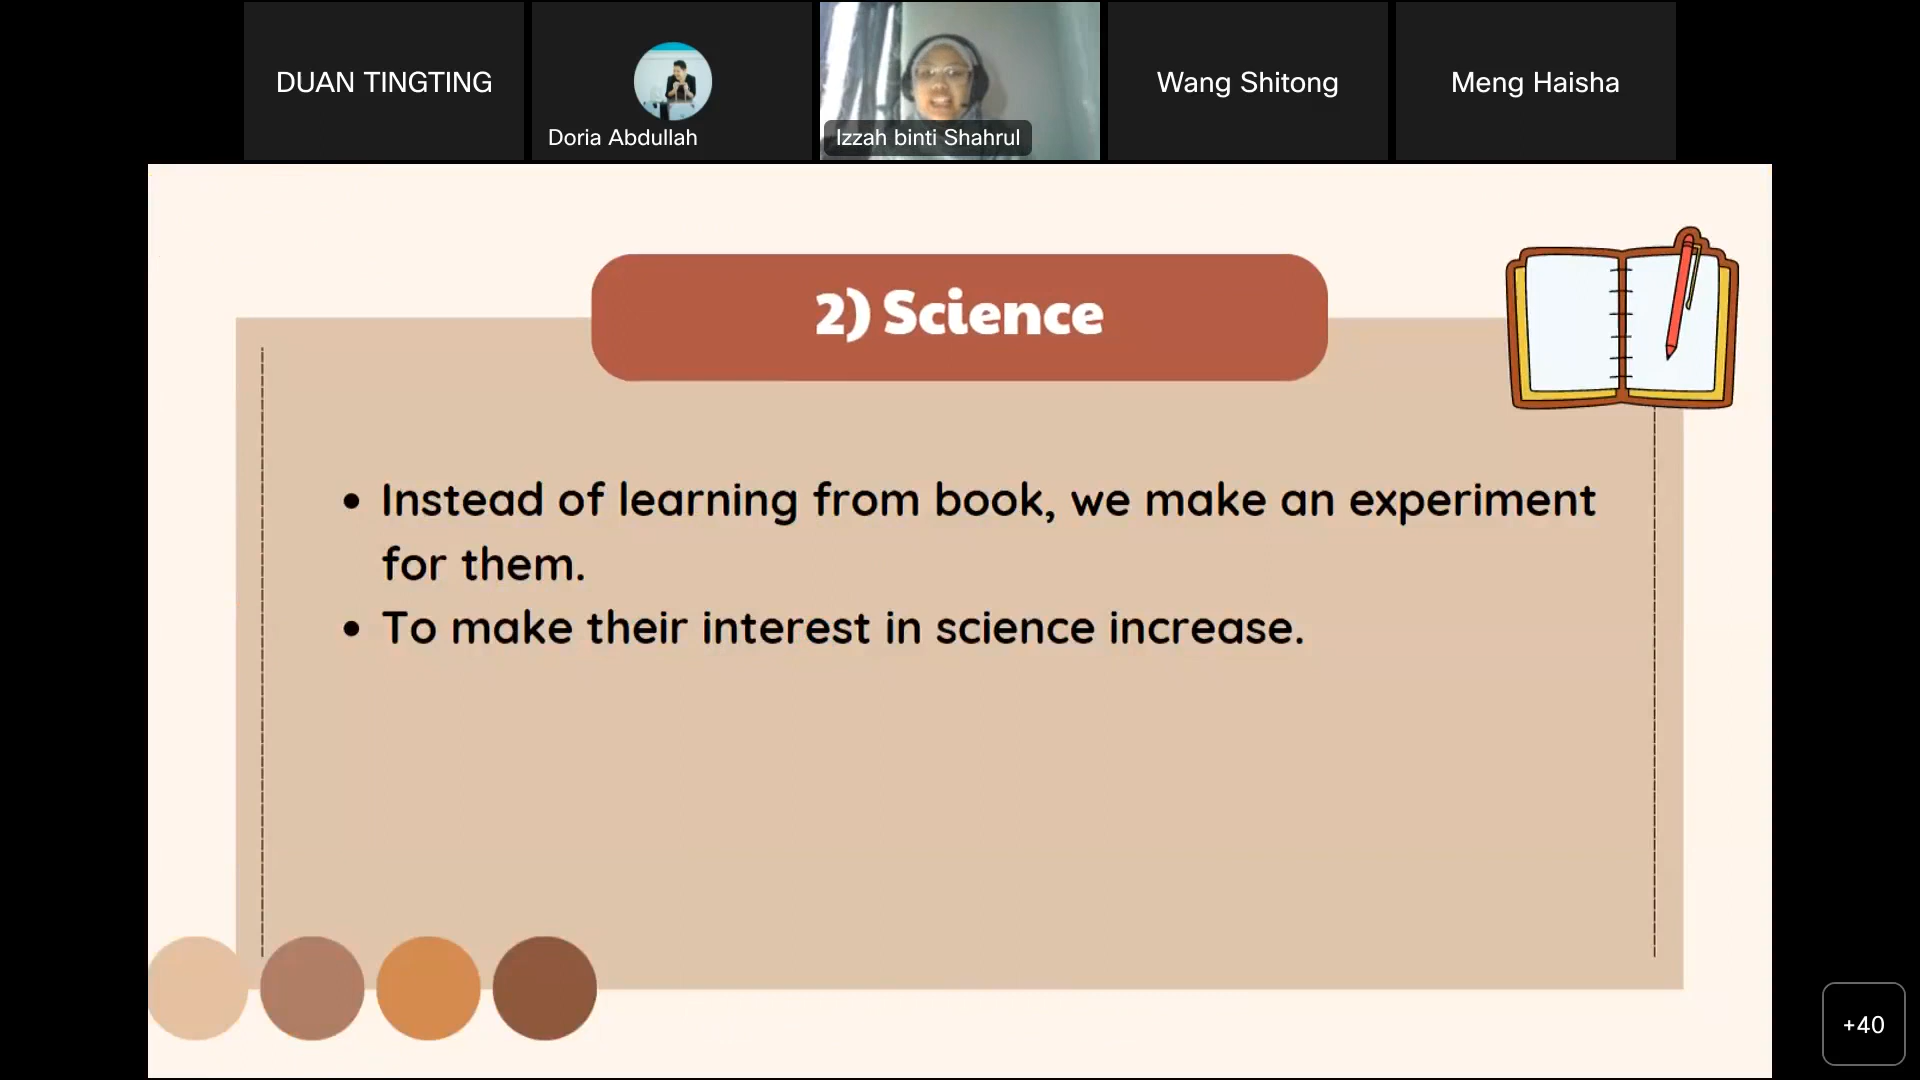 DUAN TINGTING
Doria Abdullah
Izzah binti Shahrul
Wang Shitong
Meng Haisha
2) Science
• Instead of learning from book, we make an experiment
for them.
• To make their interest in science increase.
+40